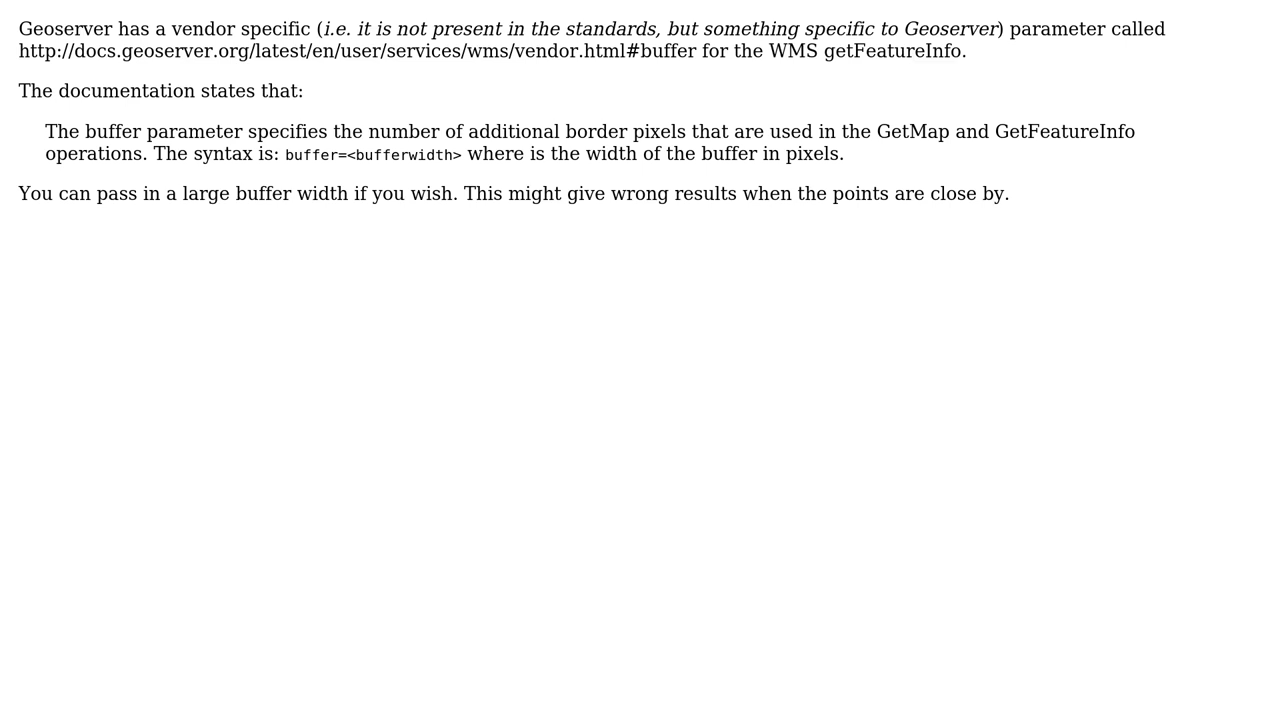 Geoserver has a vendor specific (i.e. it is not present in the standards, but something specific to Geoserver) parameter called
http://docs.geoserver.org/latest/en/user/services/wms/vendor.html#buffer for the WMS getFeatureInfo.
The documentation states that:
The buffer parameter specifies the number of additional border pixels that are used in the GetMap and GetFeatureInfo
operations. The syntax is: buffer=<bufferwidth> where is the width of the buffer in pixels.
You can pass in a large buffer width if you wish. This might give wrong results when the points are close by.